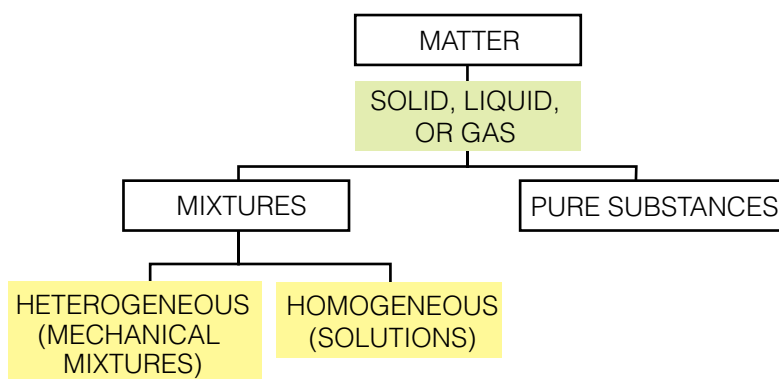 MATTER
SOLID, LIQUID,
OR GAS
MIXTURES
PURE SUBSTANCES
HETEROGENEOUS
(MECHANICAL
MIXTURES)
HOMOGENEOUS
(SOLUTIONS)